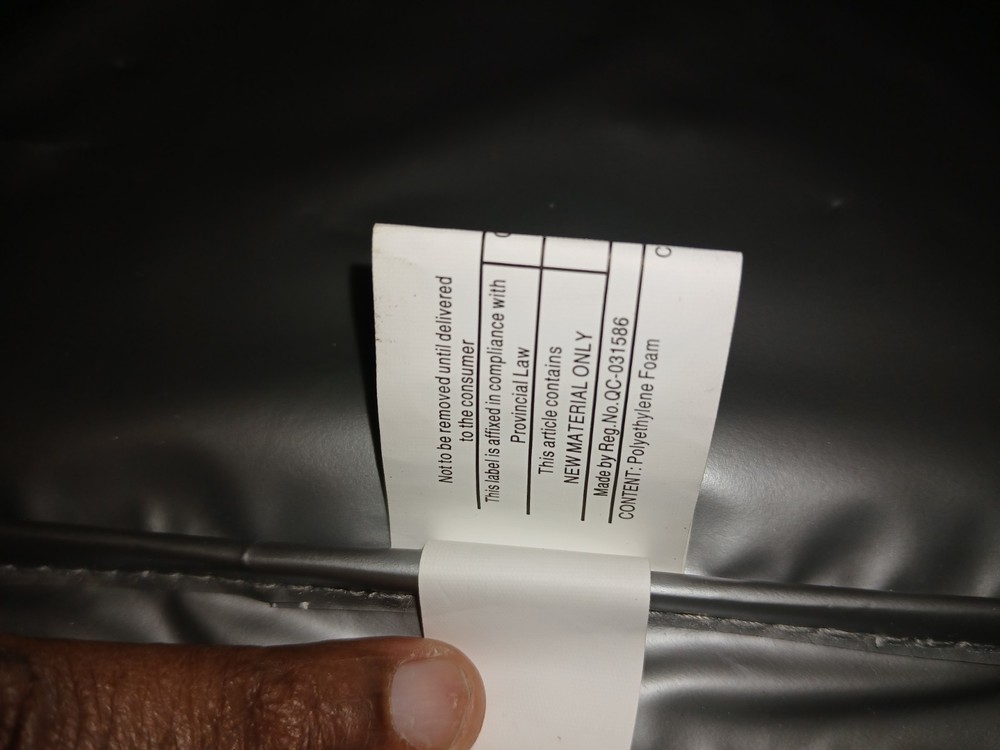 Not to be removed until delivered
to the consumer
This label is affixed in compliance with
Provincial Law
This article contains
NEW MATERIAL ONLY
Made by Reg.No.QC-031586
CONTENT: Polyethylene Foam